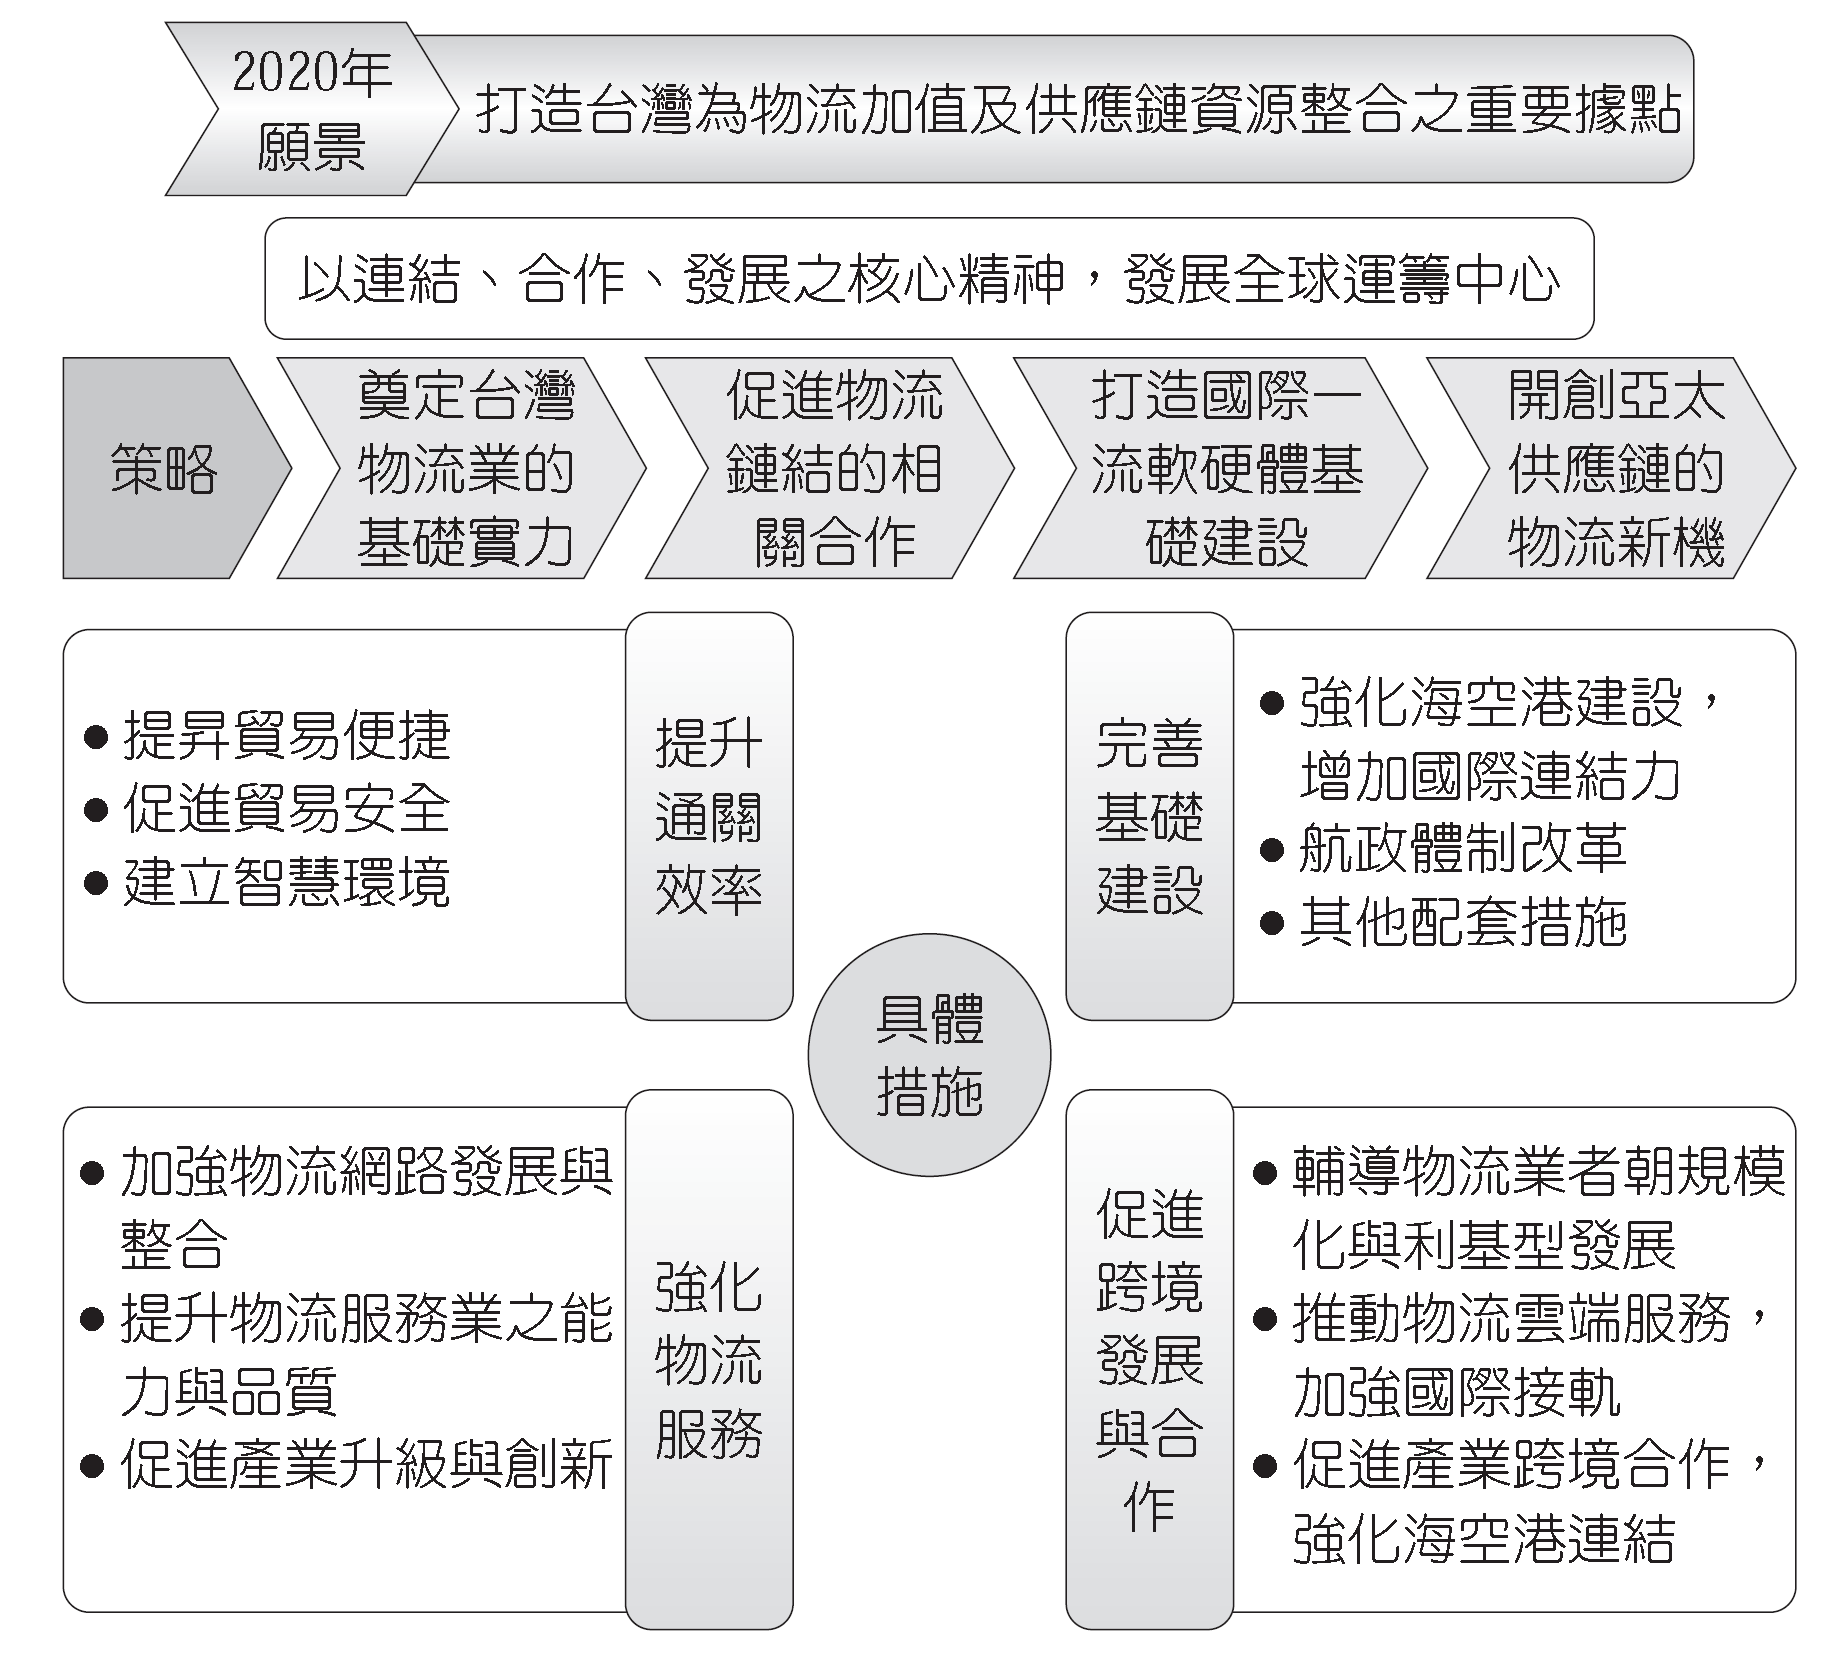 2020年
願景
打造台灣為物流加值及供應鏈資源整合之重要據點
以連結、合作、發展之核心精神，發展全球運籌中心
策略
奠定台灣
物流業的
基礎實力
促進物流
鏈結的相
關合作
打造國際一
流軟硬體基
礎建設
開創亞太
供應鏈的
物流新機
●提昇貿易便捷
●促進貿易安全
●建立智慧環境
提升
通關
效率
完善
基礎
建設
●強化海空港建設，
增加國際連結力
●航政體制改革
●其他配套措施
具體
措施
●加強物流網路發展與
整合
●提升物流服務業之能
力與品質
●促進產業升級與創新
強化
物流
服務
促進
跨境
發展
與合
作
●輔導物流業者朝規模
化與利基型發展
●推動物流雲端服務，
加強國際接軌
●促進產業跨境合作，
強化海空港連結